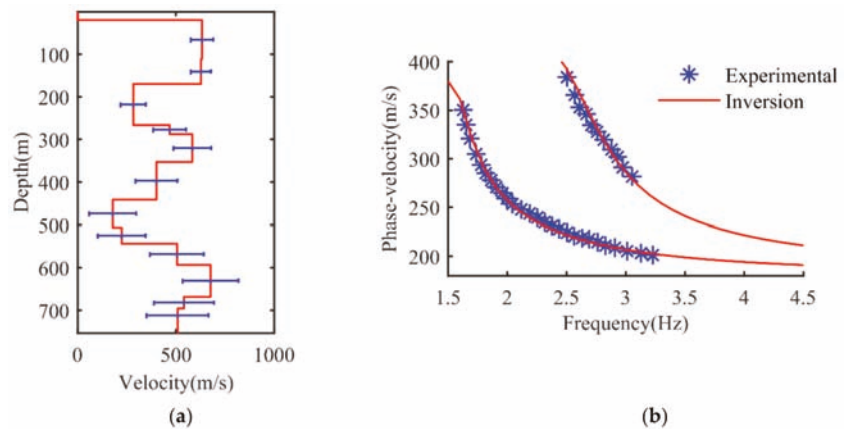 100
200
300
400
500
600
700
Depth(m)
0
500
1000
Velocity(m/s)
(a)
400
350
300
250
200
Phase-velocity(m/s)
1.5
2
2.5
3
3.5
4
4.5
Frequency(Hz)
Experimental
Inversion
(b)